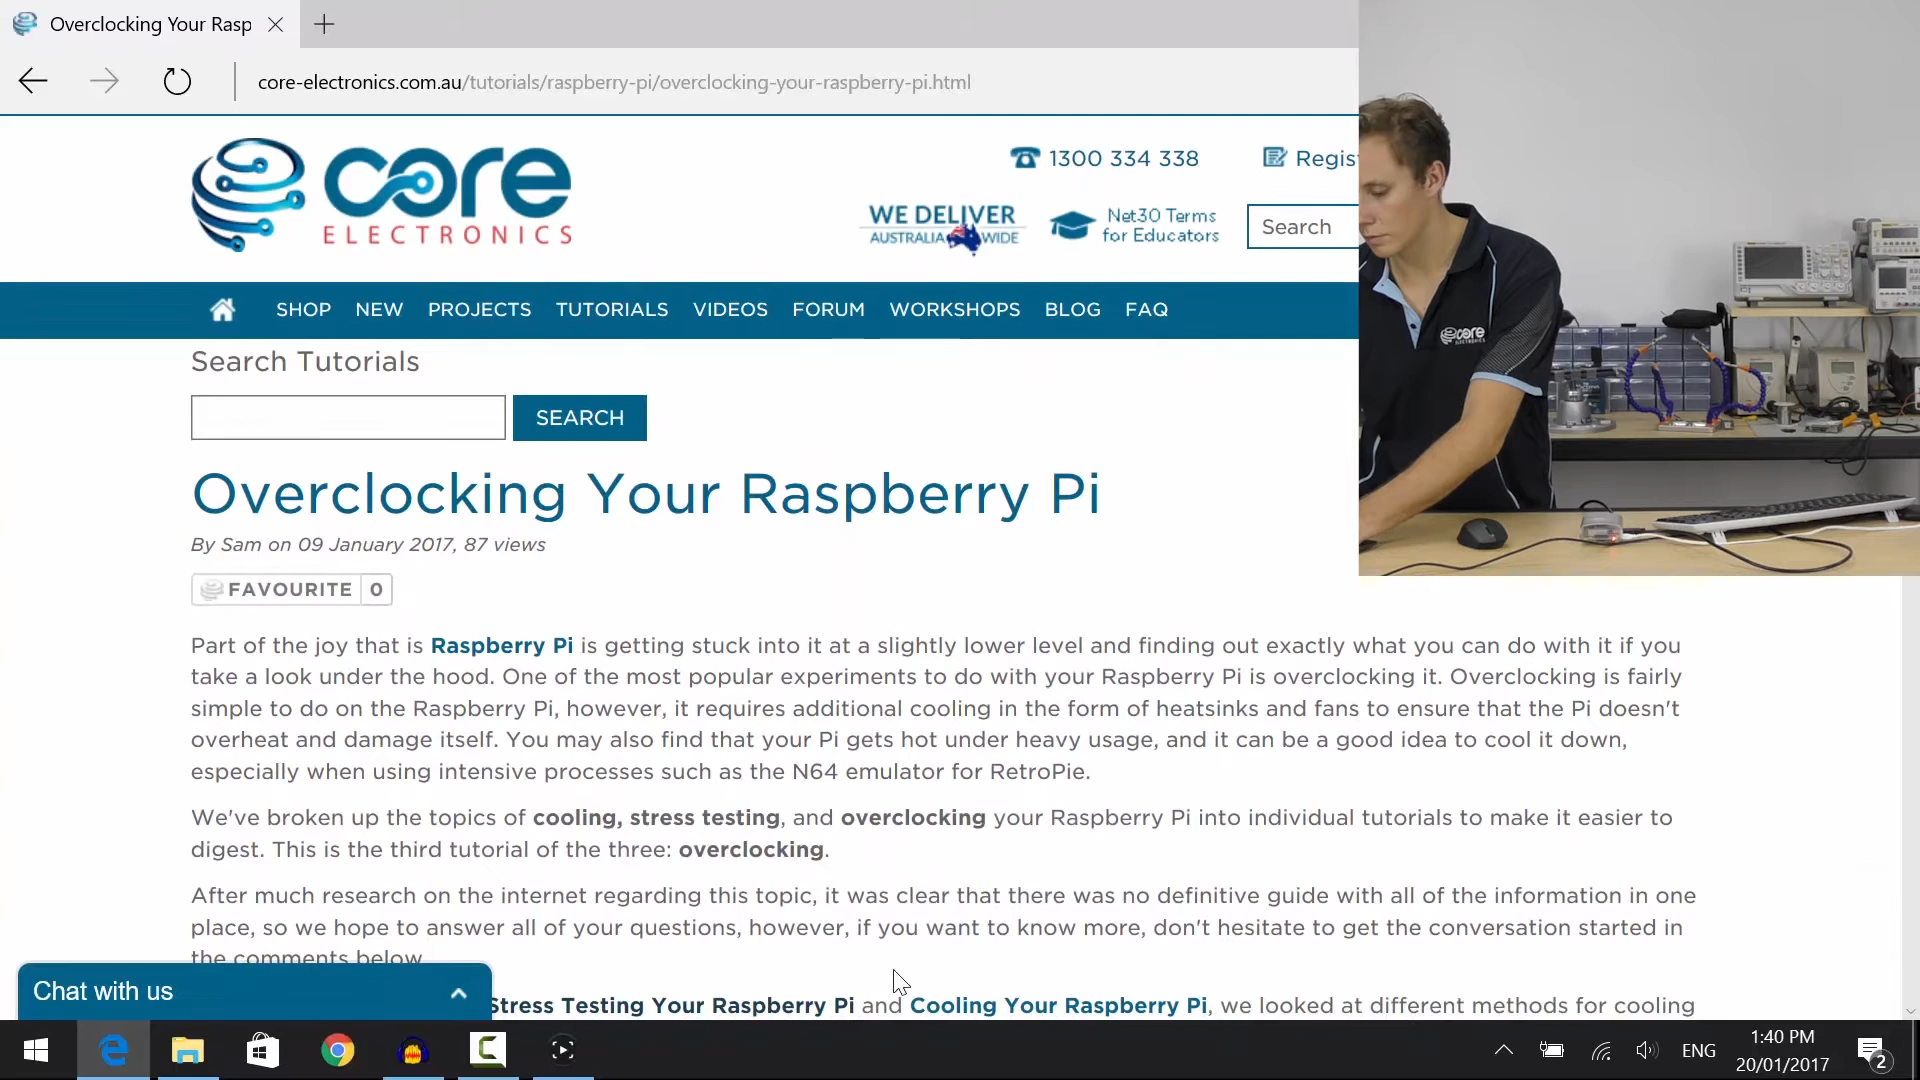 Overclocking Your Rasp
core-electronics.com.au/tutorials/raspberry-pi/overclocking-your-raspberry-pi.html
core
ELECTRONICS
1300 334 338
Regis
WE DELIVER
AUSTRALIA WIDE
Net30 Terms
for Educators
Search
SHOP NEW PROJECTS TUTORIALS VIDEOS FORUM WORKSHOPS BLOG FAQ
core
ELECTRONICS
Search Tutorials
SEARCH
Overclocking Your Raspberry Pi
By Sam on 09 January 2017, 87 views
FAVOURITE 0
Part of the joy that is Raspberry Pi is getting stuck into it at a slightly lower level and finding out exactly what you can do with it if you
take a look under the hood. One of the most popular experiments to do with your Raspberry Pi is overclocking it. Overclocking is fairly
simple to do on the Raspberry Pi, however, it requires additional cooling in the form of heatsinks and fans to ensure that the Pi doesn't
overheat and damage itself. You may also find that your Pi gets hot under heavy usage, and it can be a good idea to cool it down,
especially when using intensive processes such as the N64 emulator for RetroPie.
We've broken up the topics of cooling, stress testing, and overclocking your Raspberry Pi into individual tutorials to make it easier to
digest. This is the third tutorial of the three: overclocking.
After much research on the internet regarding this topic, it was clear that there was no definitive guide with all of the information in one
place, so we hope to answer all of your questions, however, if you want to know more, don't hesitate to get the conversation started in
the comments below
Chat with us
Stress Testing Your Raspberry Pi and Cooling Your Raspberry Pi, we looked at different methods for cooling
ENG
1:40 PM
20/01/2017
2